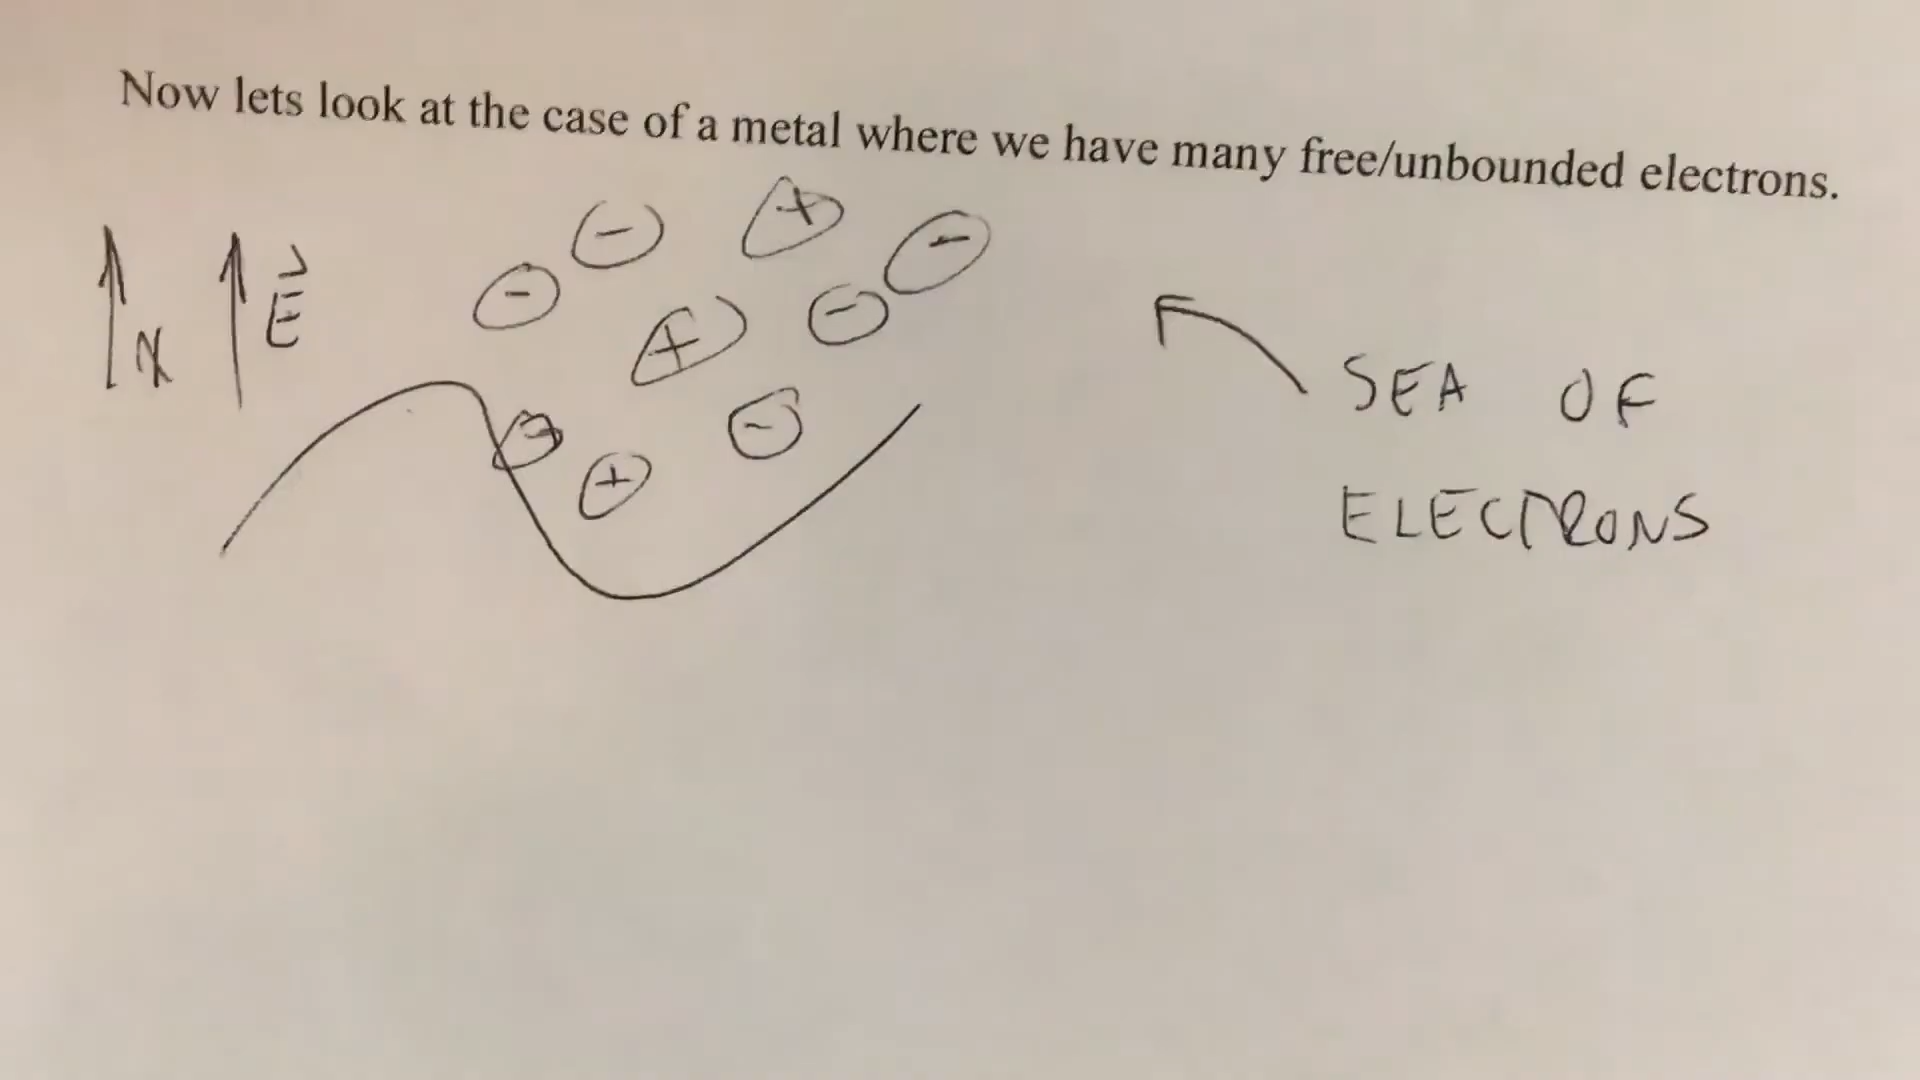 Now lets look at the case of a metal where we have many free/unbounded electrons.
- + -
- + -
x E⃗
- + -
SEA OF
ELECTRONS